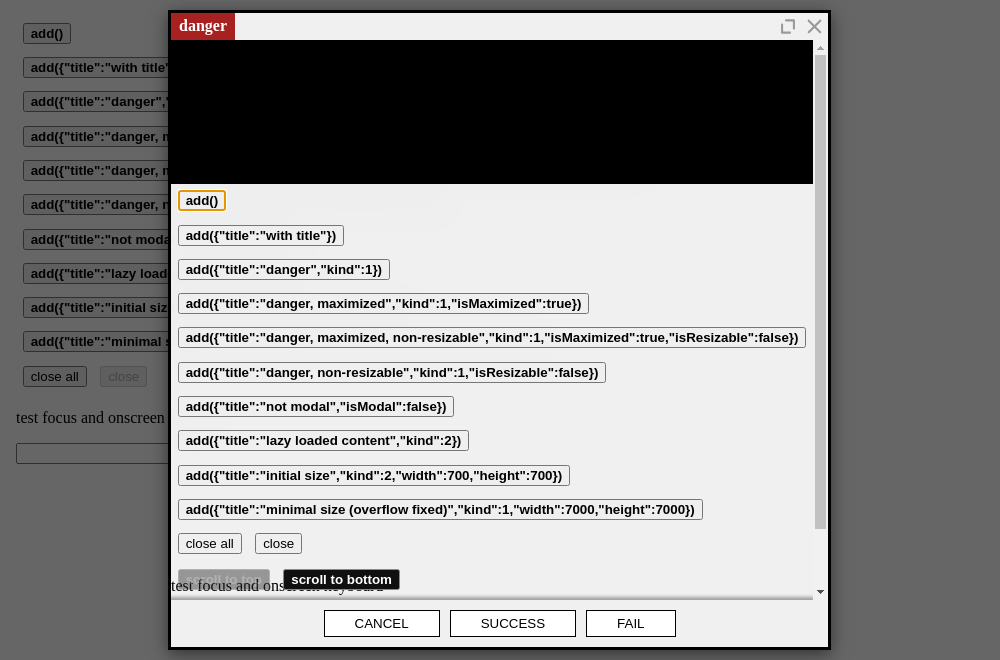 danger
add()
add({"title":"with title"
add({"title":"danger","
add({"title":"danger, m
add({"title":"danger, m
add({"title":"danger, n
add({"title":"not moda
add({"title":"lazy load
add({"title":"initial siz
add({"title":"minimal s
close all
close
test focus and onscreen
add()
add({"title":"with title"})
add({"title":"danger","kind":1})
add({"title":"danger, maximized","kind":1,"isMaximized":true})
add({"title":"danger, maximized, non-resizable","kind":1,"isMaximized":true,"isResizable":false})
add({"title":"danger, non-resizable","kind":1,"isResizable":false})
add({"title":"not modal","isModal":false})
add({"title":"lazy loaded content","kind":2})
add({"title":"initial size","kind":2,"width":700,"height":700})
add({"title":"minimal size (overflow fixed)","kind":1,"width":7000,"height":7000})
close all
close
scroll to top
scroll to bottom
test focus and onscreen keyboard
CANCEL
SUCCESS
FAIL